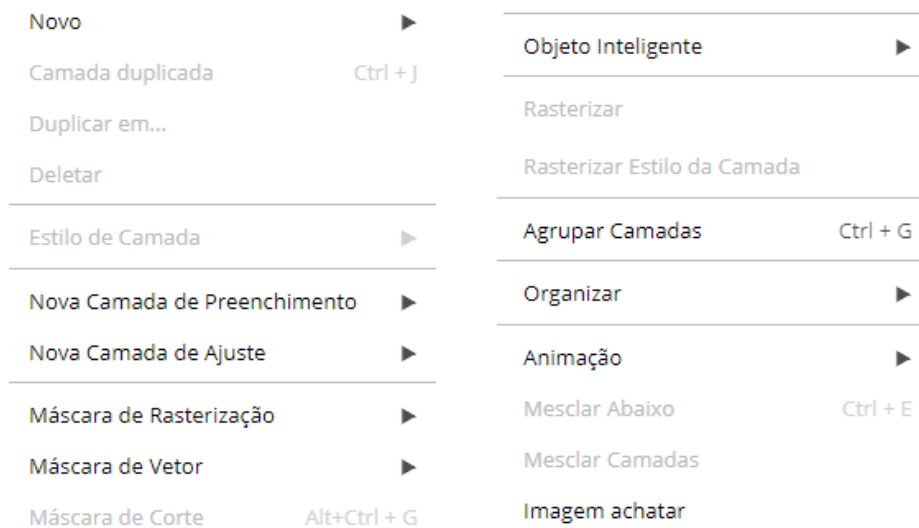 Novo
Camada duplicada Ctrl + J
Duplicar em...
Deletar
Estilo de Camada
Nova Camada de Preenchimento
Nova Camada de Ajuste
Máscara de Rasterização
Máscara de Vetor
Máscara de Corte Alt+Ctrl + G
Objeto Inteligente
Rasterizar
Rasterizar Estilo da Camada
Agrupar Camadas Ctrl + G
Organizar
Animação
Mesclar Abaixo Ctrl + E
Mesclar Camadas
Imagem achatar